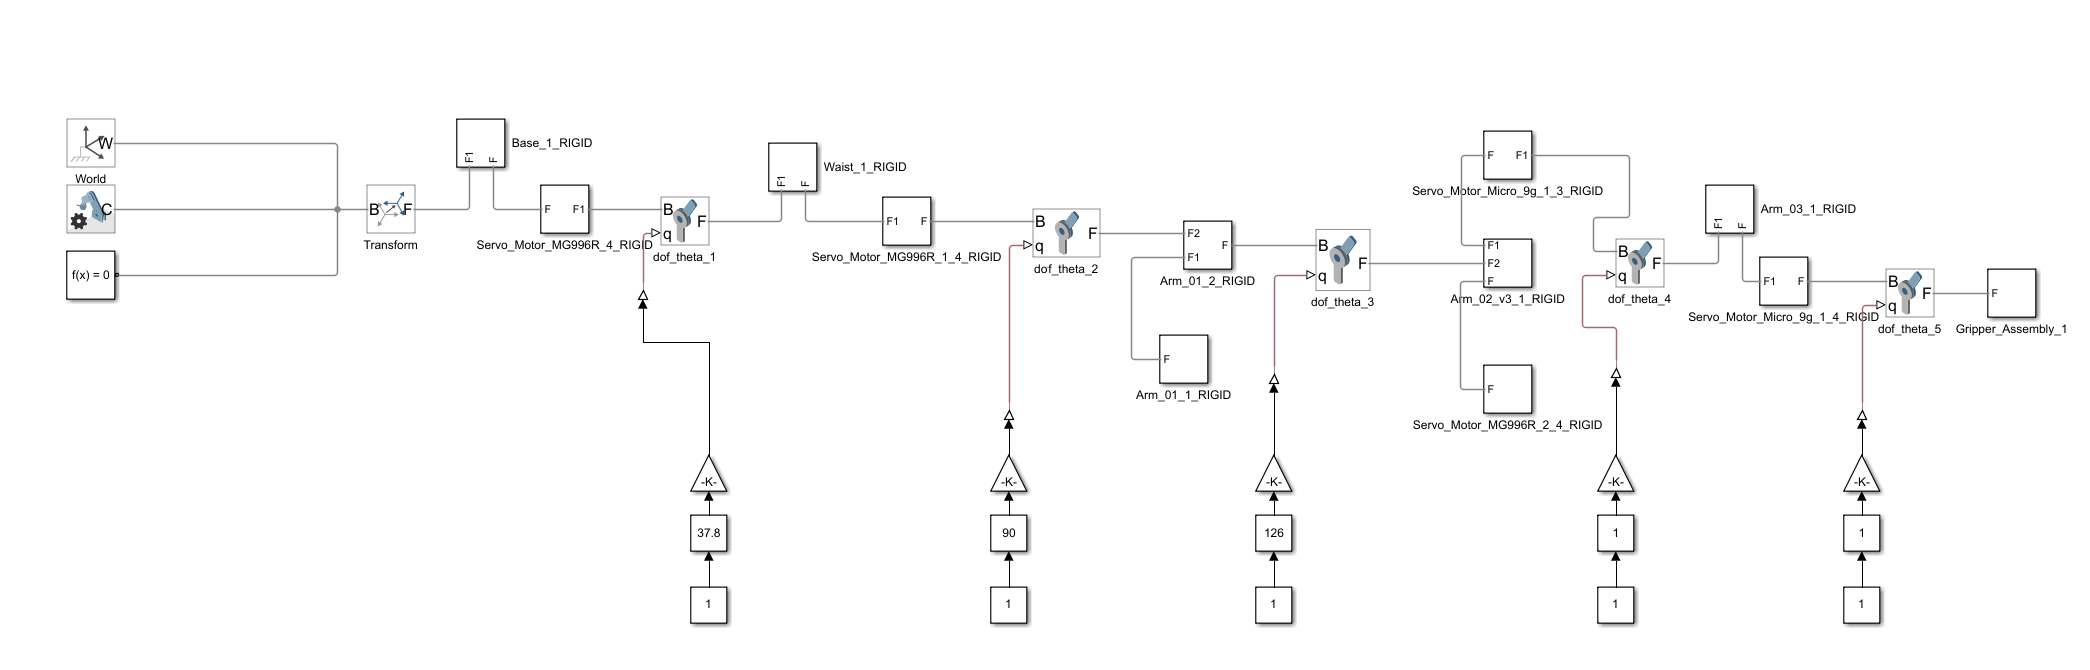 W
World
C
f(x) = 0
B
F
Transform
F1
F
Base_1_RIGID
F
F1
Servo_Motor_MG996R_4_RIGID
B
q
F
dof_theta_1
F1
F
Waist_1_RIGID
F1
F
Servo_Motor_MG996R_1_4_RIGID
B
q
F
dof_theta_2
F2
F1
F
Arm_01_2_RIGID
F
Arm_01_1_RIGID
B
q
F
dof_theta_3
F
F1
Servo_Motor_Micro_9g_1_3_RIGID
F1
F2
F
Arm_02_v3_1_RIGID
F
Servo_Motor_MG996R_2_4_RIGID
B
q
F
dof_theta_4
F1
F
Arm_03_1_RIGID
F1
F
Servo_Motor_Micro_9g_1_4_RIGID
B
q
F
dof_theta_5
F
Gripper_Assembly_1
-K-
-K-
-K-
-K-
-K-
37.8
90
126
1
1
1
1
1
1
1